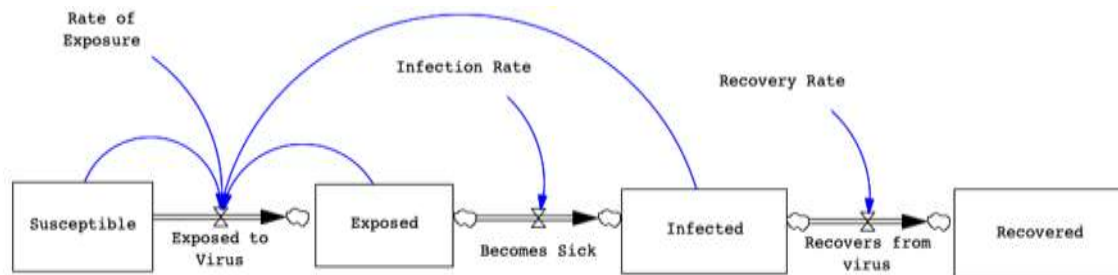 Rate of
Exposure
Infection Rate
Recovery Rate
Susceptible
Exposed to
Virus
Exposed
Becomes Sick
Infected
Recovers from
virus
Recovered